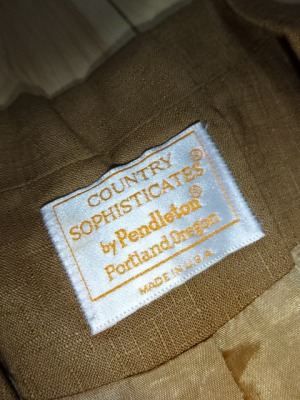 COUNTRY
SOPHISTICATES®
by Pendleton®
Portland, Oregon
MADE IN U.S.A.